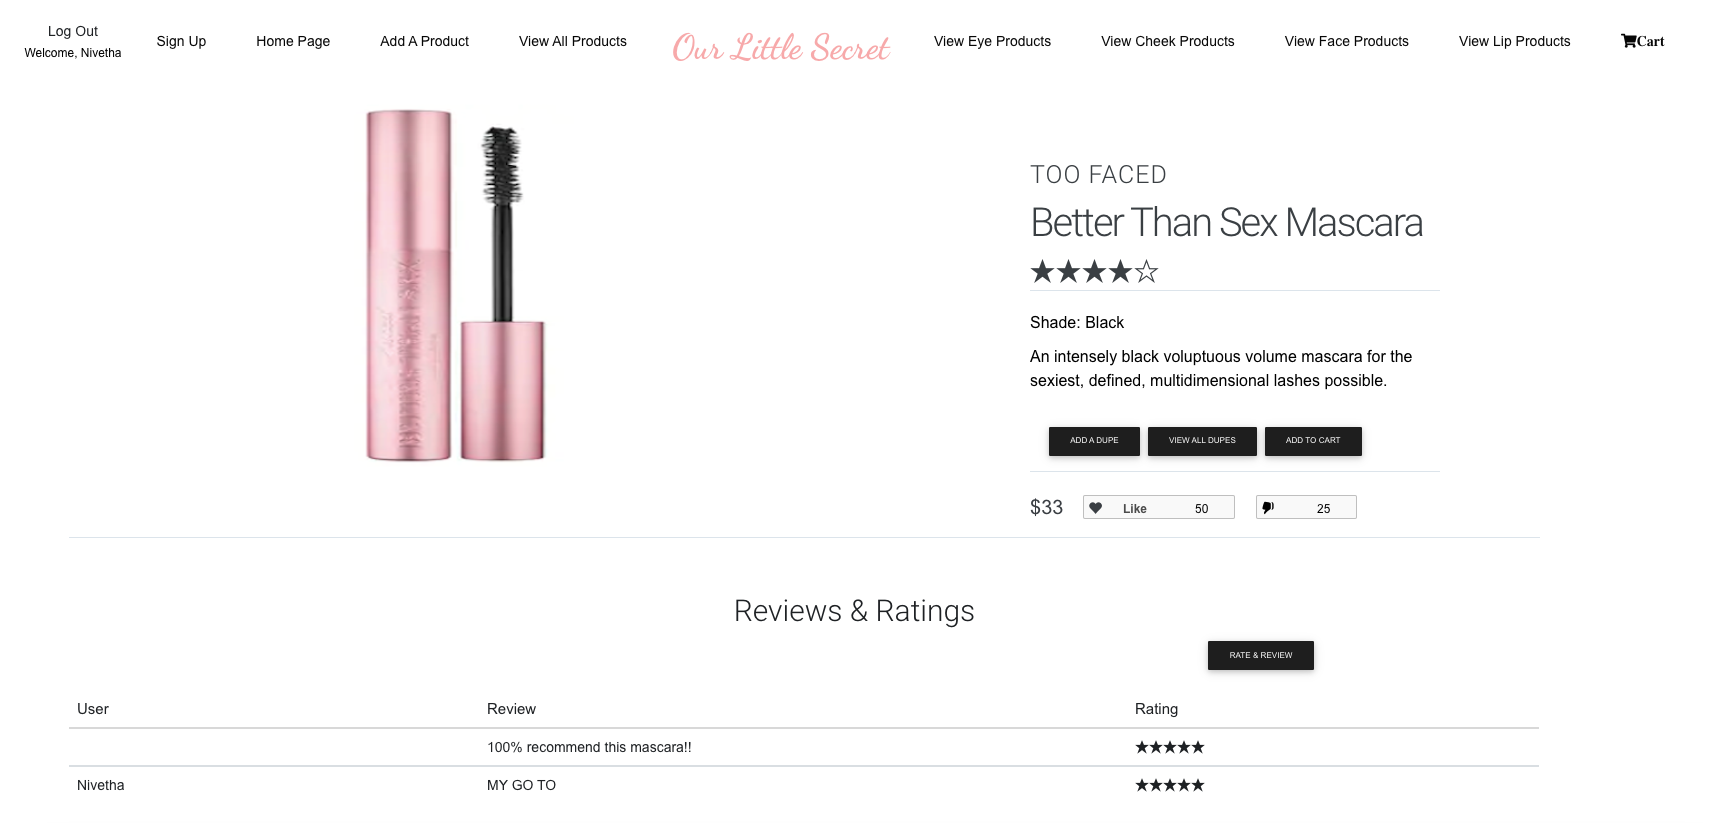 Log Out
Welcome, Nivetha
Sign Up
Home Page
Add A Product
View All Products
Our Little Secret
View Eye Products
View Cheek Products
View Face Products
View Lip Products
Cart
TOO FACED
Better Than Sex Mascara
★★★★☆
Shade: Black
An intensely black voluptuous volume mascara for the
sexiest, defined, multidimensional lashes possible.
ADD A DUPE
VIEW ALL DUPES
ADD TO CART
$33
Like 50
25
Reviews & Ratings
RATE & REVIEW
User Review Rating
100% recommend this mascara!! ★★★★★
Nivetha MY GO TO ★★★★★